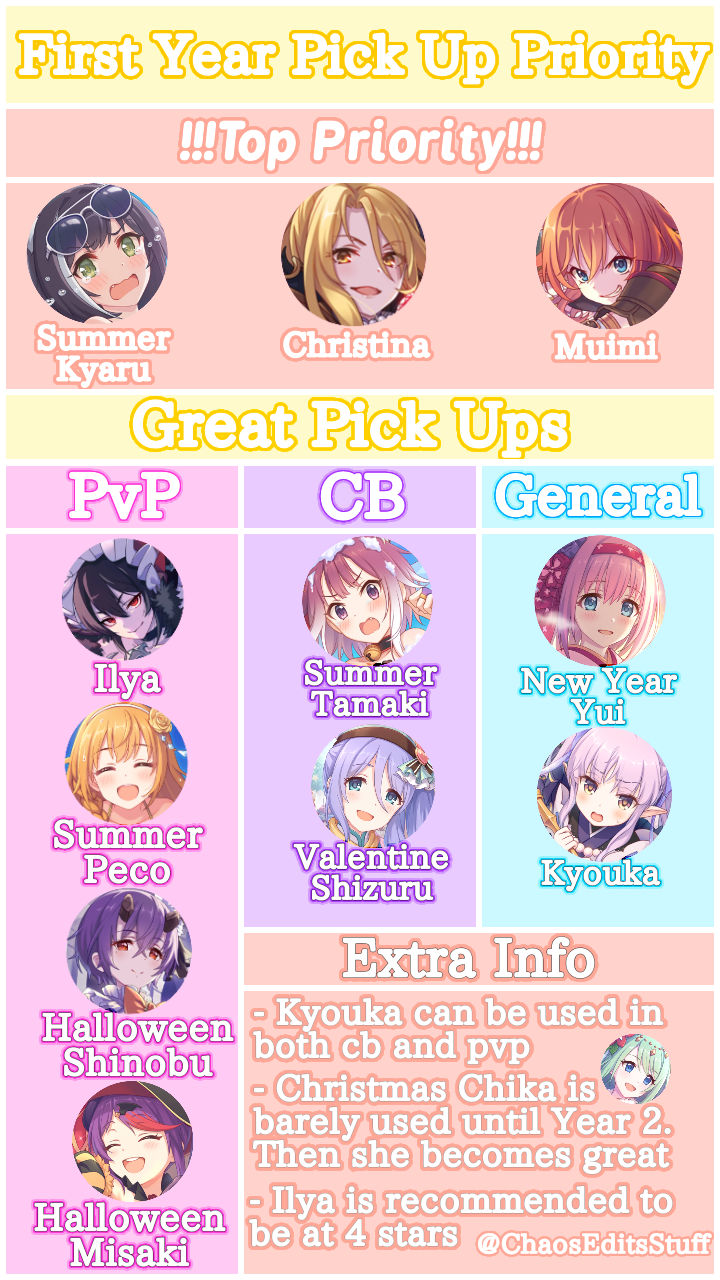 First Year Pick Up Priority
!!!Top Priority!!!
Summer
Kyaru
Christina
Muimi
Great Pick Ups
PvP
Ilya
Summer
Peco
Halloween
Shinobu
Halloween
Misaki
CB
Summer
Tamaki
Valentine
Shizuru
General
New Year
Yui
Kyouka
Extra Info
- Kyouka can be used in
both cb and pvp
- Christmas Chika is
barely used until Year 2.
Then she becomes great
- Ilya is recommended to
be at 4 stars
@ChaosEditsStuff